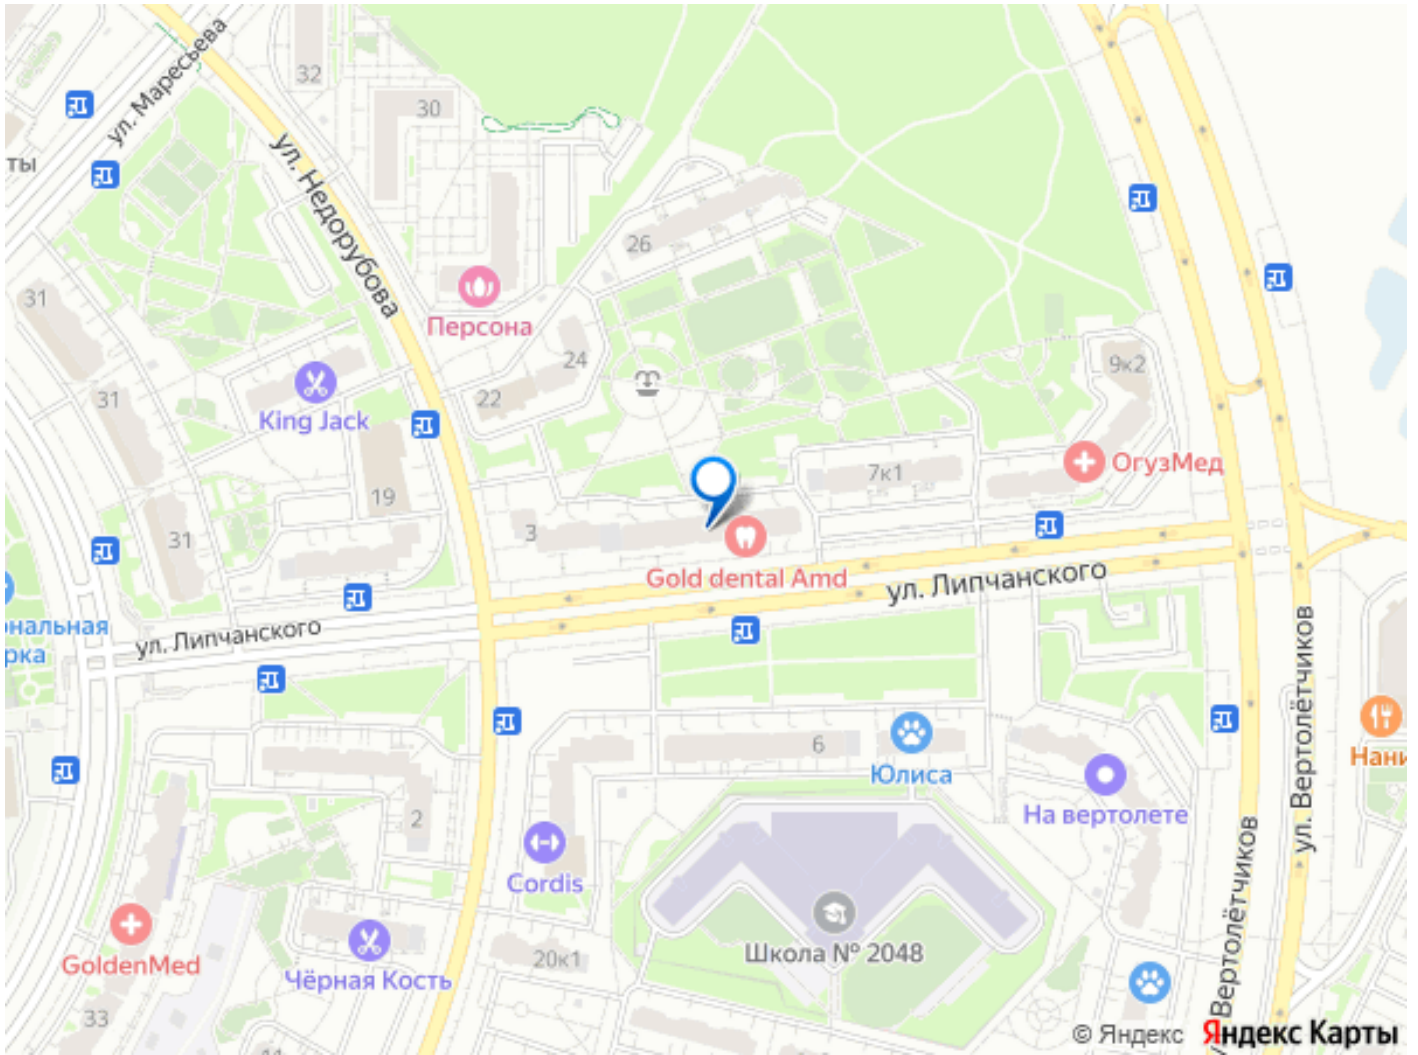 ул. Маресьева
32
30
ты
ул. Недорубова
26
31
Персона
24
9к2
22
31
King Jack
7к1
ОгузМед
19
3
31
Gold dental Amd
ул. Липчанского
ональная
рка
ул. Липчанского
6
Юлиса
ул. Вертолётчиков
Нани
На вертолете
2
Cordis
Вертолётчиков
Школа № 2048
GoldenMed
20к1
Чёрная Кость
33
© Яндекс Яндекс Карты